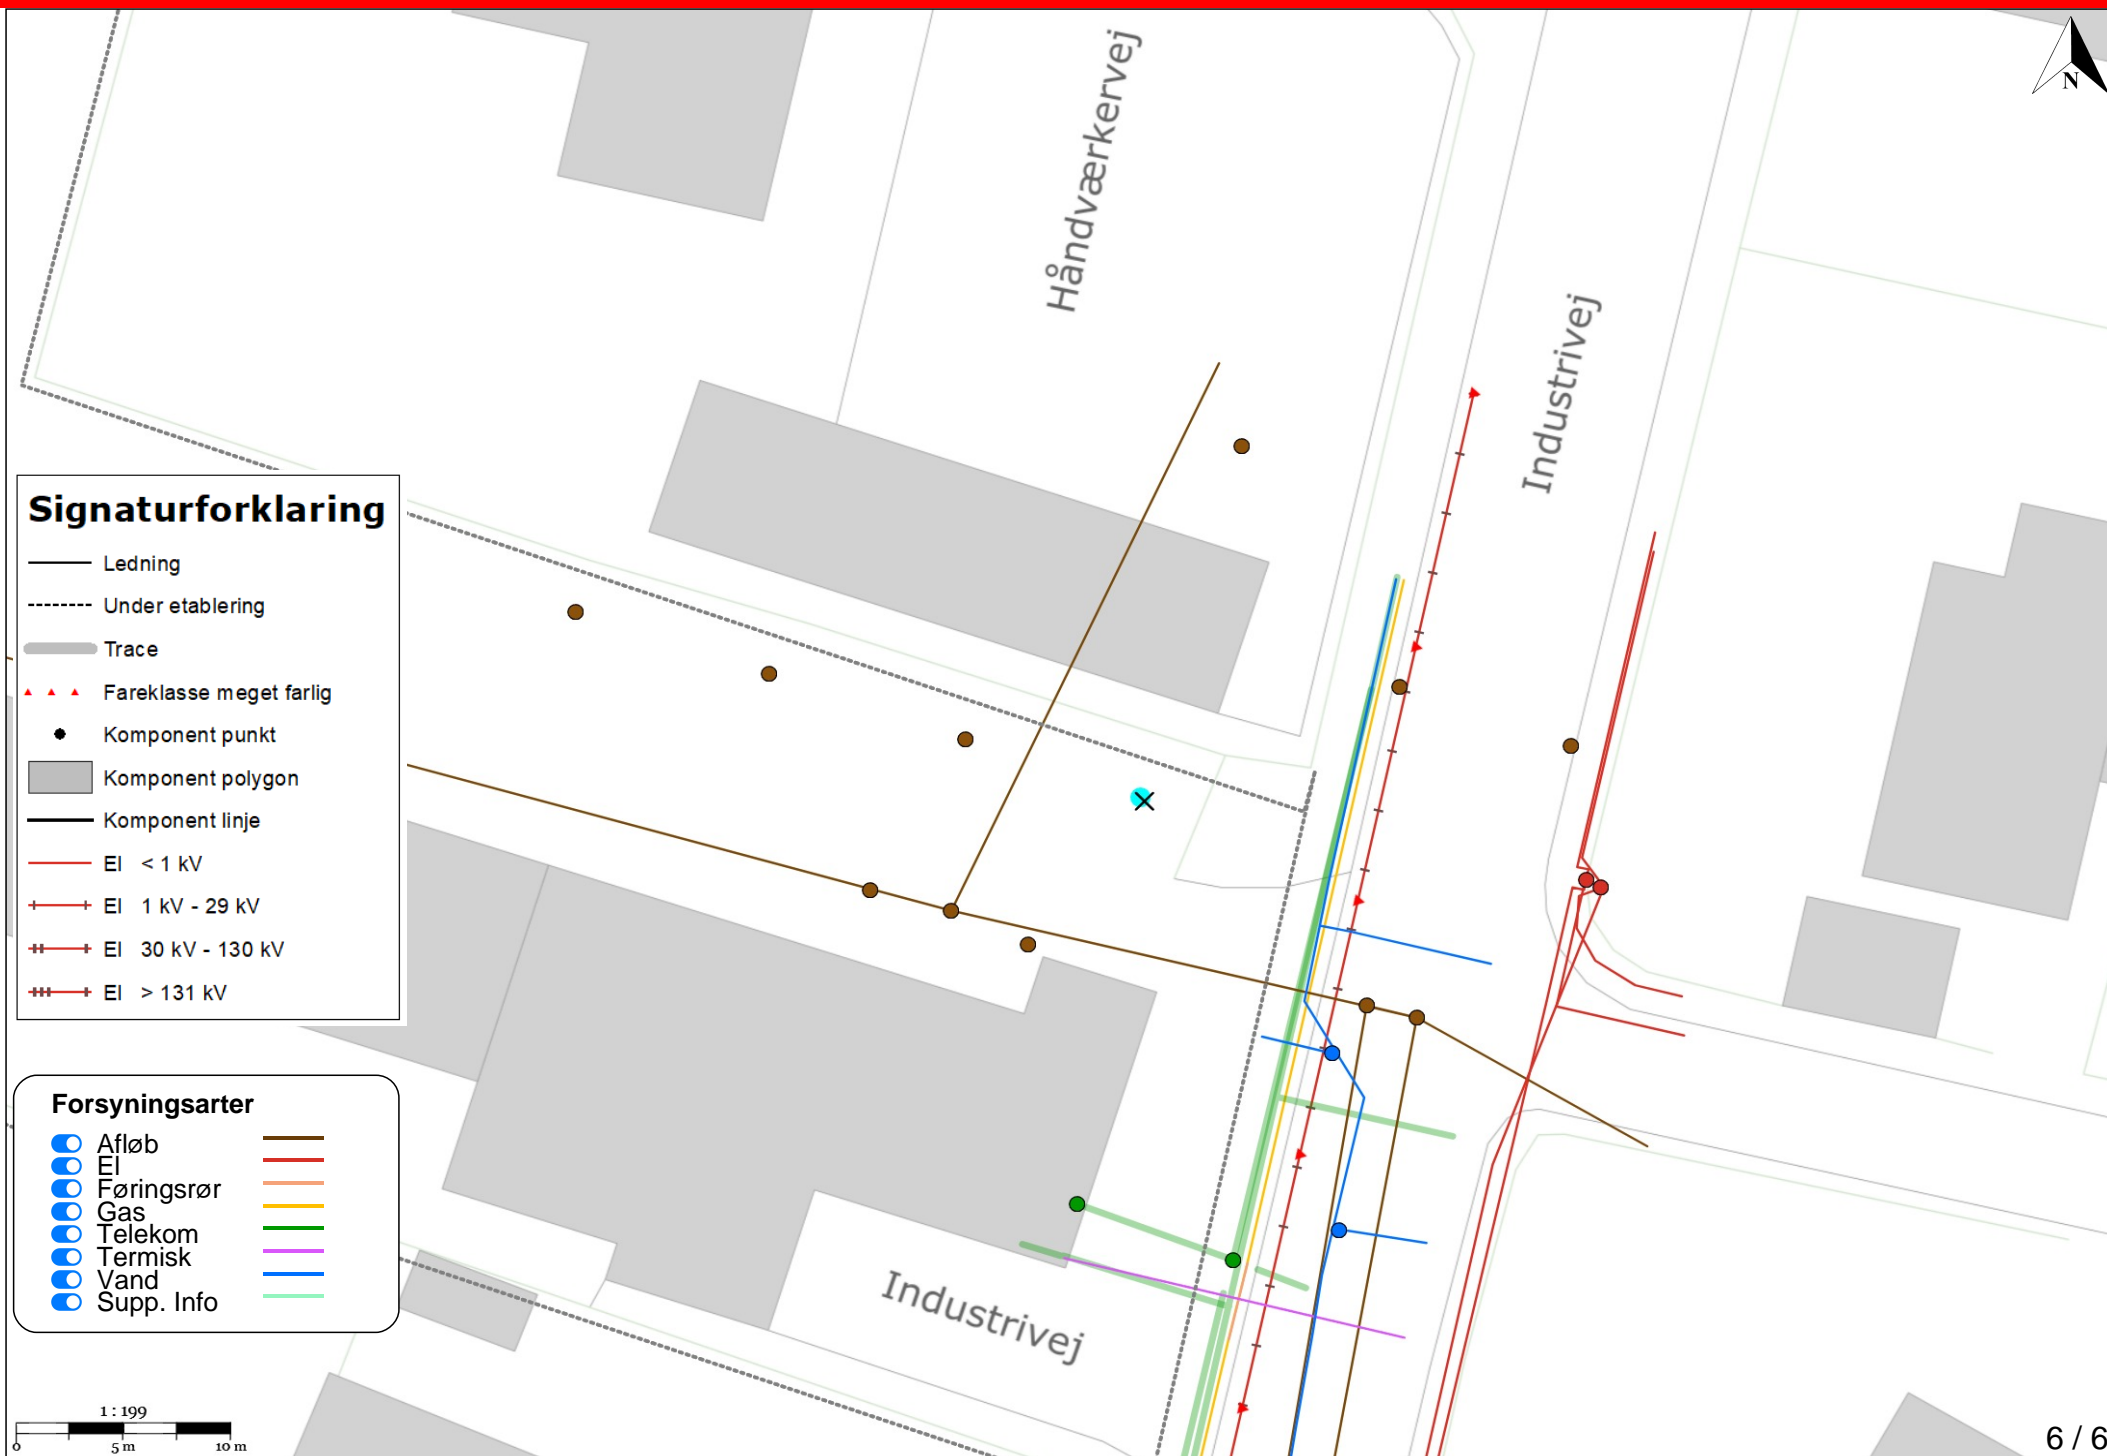 N
Håndværkervej
Industrivej
Signaturforklaring
Ledning
Under etablering
Trace
Fareklasse meget farlig
Komponent punkt
Komponent polygon
Komponent linje
El < 1 kV
El 1 kV - 29 kV
El 30 kV - 130 kV
El > 131 kV
Forsyningsarter
Afløb
El
Føringsrør
Gas
Telekom
Termisk
Vand
Supp. Info
Industrivej
1 : 199
0 5 m 10 m
6 / 6